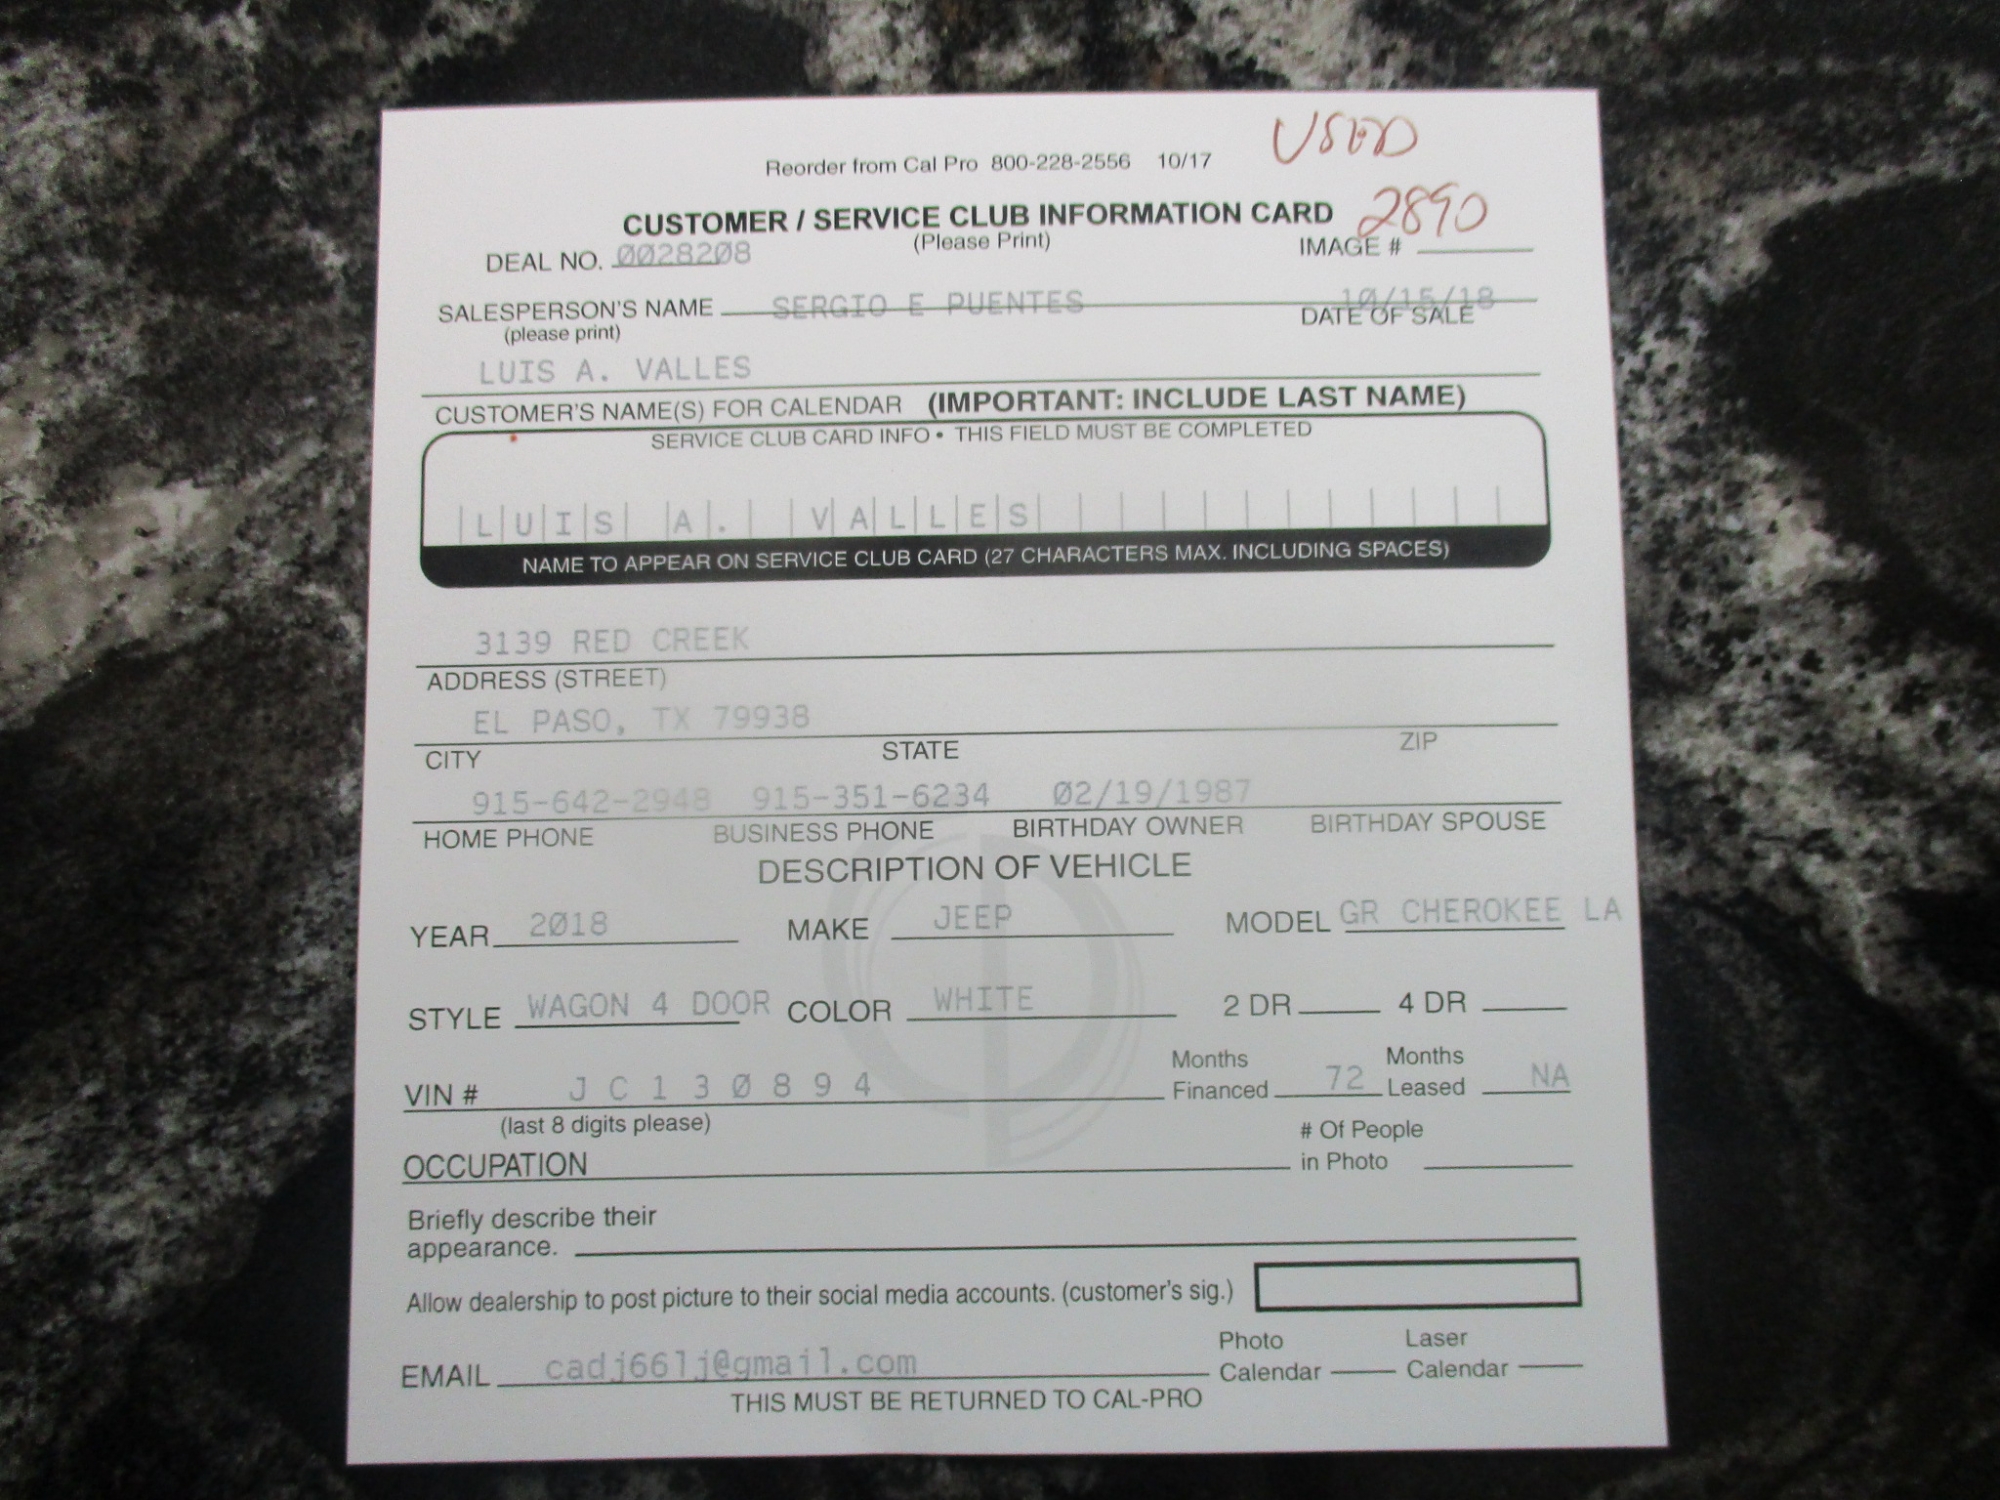 USED
Reorder from Cal Pro 800-228-2556 10/17
CUSTOMER / SERVICE CLUB INFORMATION CARD 2890
(Please Print)
DEAL NO. 0028208 IMAGE #
SALESPERSON'S NAME SERGIO E PUENTES 10/15/18
(please print) DATE OF SALE
LUIS A. VALLES
CUSTOMER'S NAME(S) FOR CALENDAR (IMPORTANT: INCLUDE LAST NAME)
SERVICE CLUB CARD INFO • THIS FIELD MUST BE COMPLETED
LUIS A. VALLES
NAME TO APPEAR ON SERVICE CLUB CARD (27 CHARACTERS MAX. INCLUDING SPACES)
3139 RED CREEK
ADDRESS (STREET)
EL PASO, TX 79938
CITY STATE ZIP
915-642-2948 915-351-6234 02/19/1987
HOME PHONE BUSINESS PHONE BIRTHDAY OWNER BIRTHDAY SPOUSE
DESCRIPTION OF VEHICLE
YEAR 2018 MAKE JEEP MODEL GR CHEROKEE LA
STYLE WAGON 4 DOOR COLOR WHITE 2 DR 4 DR
Months Months
VIN # J C 1 3 0 8 9 4 Financed 72 Leased NA
(last 8 digits please)
# Of People
OCCUPATION in Photo
Briefly describe their
appearance.
Allow dealership to post picture to their social media accounts. (customer's sig.)
Photo Laser
EMAIL cadj661j@gmail.com Calendar Calendar
THIS MUST BE RETURNED TO CAL-PRO